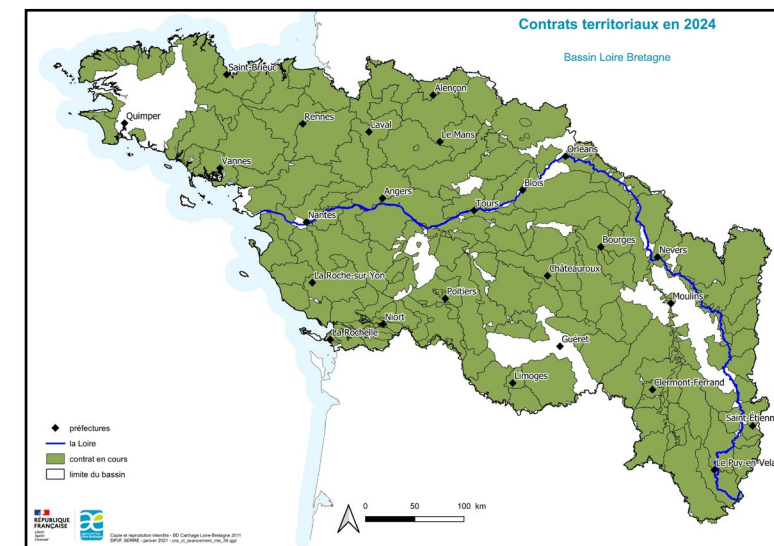 Contrats territoriaux en 2024
Bassin Loire Bretagne
Saint-Brieuc
Alençon
Quimper
Rennes
Laval
Le Mans
Orléans
Vannes
Blois
Angers
Tours
Nantes
Bourges
Nevers
La Roche-sur-Yon
Châteauroux
Poitiers
Moulins
Niort
La Rochelle
Guéret
Limoges
Clermont-Ferrand
Saint-Étienn
Le Puy-en-Vela
préfectures
la Loire
contrat en cours
limite du bassin
0 50 100 km
RÉPUBLIQUE
FRANÇAISE
Liberté
Égalité
Fraternité
Copie et reproduction interdite - BD Carthage Loire-Bretagne 2011